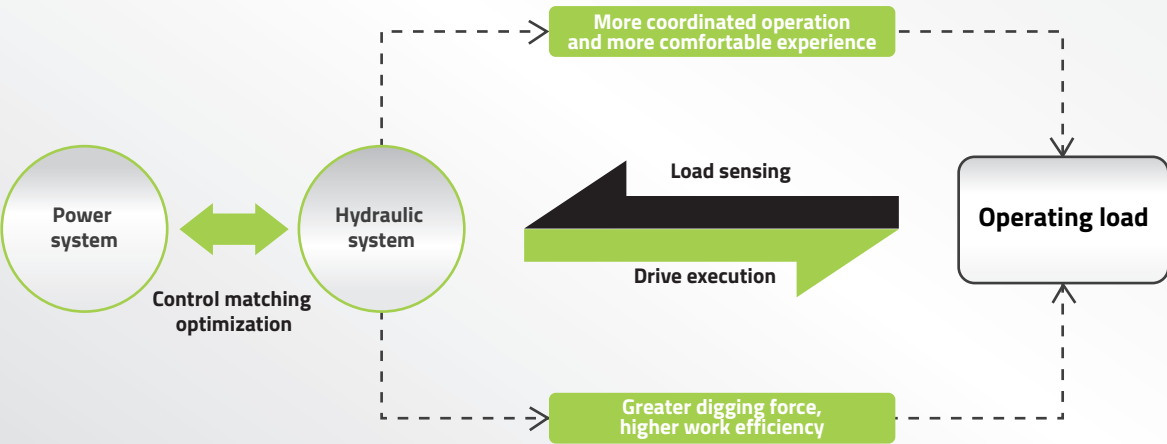 More coordinated operation
and more comfortable experience
Load sensing
Power
system
Hydraulic
system
Operating load
Drive execution
Control matching
optimization
Greater digging force,
higher work efficiency